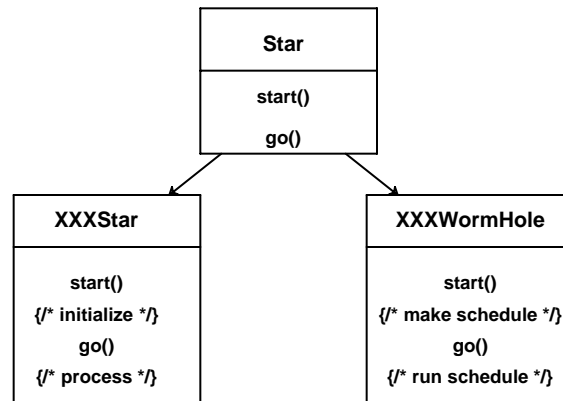 Star
start()
go()
XXXStar
start()
{/* initialize */}
go()
{/* process */}
XXXWormHole
start()
{/* make schedule */}
go()
{/* run schedule */}